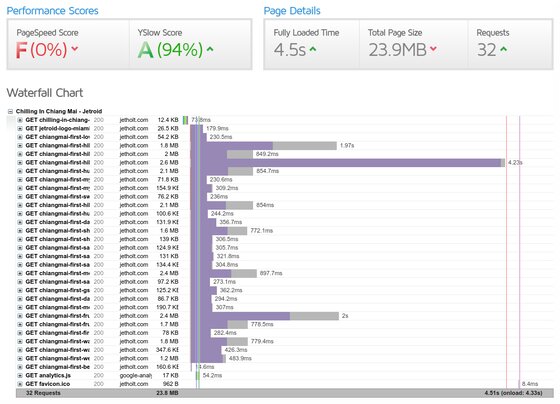 Performance Scores
Page Details
PageSpeed Score
F (0%)
YSlow Score
A (94%)
Fully Loaded Time
4.5s
Total Page Size
23.9MB
Requests
32
Waterfall Chart
Chilling In Chiang Mai - Jetroid
GET chilling-in-chiang- 200 jetholt.com 12.4 KB
GET jetroid-logo-miami 200 jetholt.com 26.5 KB 179.9ms
GET changmai-first-lov 200 jetholt.com 54.2 KB 230.5ms
GET changmai-first-hil 200 jetholt.com 1.8 MB 1.97s
GET chiangmai-first-hil 200 jetholt.com 2 MB 849.2ms
GET chiangmai-first-hil 200 jetholt.com 2.6 MB 4.23s
GET chiangmai-first-hu 200 jetholt.com 2.1 MB 854.7ms
GET chiangmai-first-my 200 jetholt.com 71.8 KB 230.6ms
GET chiangmai-first-my 200 jetholt.com 154.9 KB 309.2ms
GET chiangmai-first-sw 200 jetholt.com 76.2 KB 236ms
GET chiangmai-first-wi 200 jetholt.com 2.1 MB 854ms
GET chiangmai-first-hu 200 jetholt.com 100.6 KB 244.2ms
GET chiangmai-first-da 200 jetholt.com 131.9 KB 356.7ms
GET chiangmai-first-sh 200 jetholt.com 1.6 MB 772.1ms
GET chiangmai-first-sk 200 jetholt.com 139 KB 306.5ms
GET chiangmai-first-sa 200 jetholt.com 124.9 KB 305.7ms
GET chiangmai-first-sa 200 jetholt.com 131 KB 321.8ms
GET chiangmai-first-sa 200 jetholt.com 134.4 KB 304.8ms
GET chiangmai-first-m 200 jetholt.com 2.4 MB 897.7ms
GET chiangmai-first-sa 200 jetholt.com 97.2 KB 273.1ms
GET chiangmai-first-gs 200 jetholt.com 125.2 KB 362.2ms
GET chiangmai-first-da 200 jetholt.com 86.7 KB 294.2ms
GET chiangmai-first-m 200 jetholt.com 190.7 KB 307ms
GET chiangmai-first-fru 200 jetholt.com 2.4 MB 2s
GET chiangmai-first-fru 200 jetholt.com 1.7 MB 778.5ms
GET chiangmai-first-fir 200 jetholt.com 78 KB 282.4ms
GET chiangmai-first-wa 200 jetholt.com 1.8 MB 779.4ms
GET chiangmai-first-wo 200 jetholt.com 347.6 KB 426.3ms
GET chiangmai-first-wa 200 jetholt.com 1.2 MB 483.9ms
GET chiangmai-first-be 200 jetholt.com 160.6 KB
GET analytics.js 200 google-analy 17 KB 54.2ms
GET favicon.ico 200 jetholt.com 962 B 8.4ms
32 Requests 23.8 MB 4.51s (onload: 4.33s)